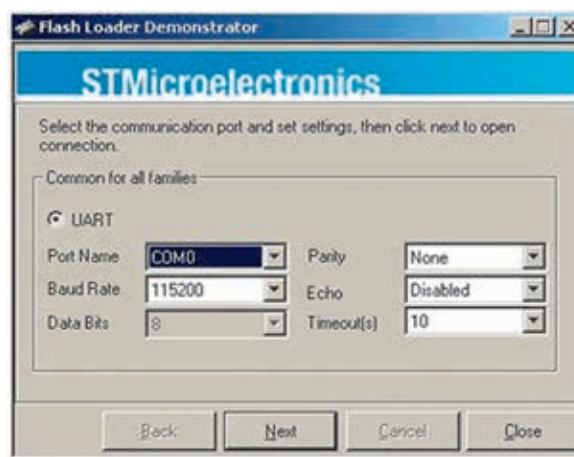 Flash Loader Demonstrator
STMicroelectronics
Select the communication port and set settings, then click next to open
connection.
Common for all families
UART
Port Name COM0 Parity None
Baud Rate 115200 Echo Disabled
Data Bits 8 Timeout(s) 10
Back Next Cancel Close